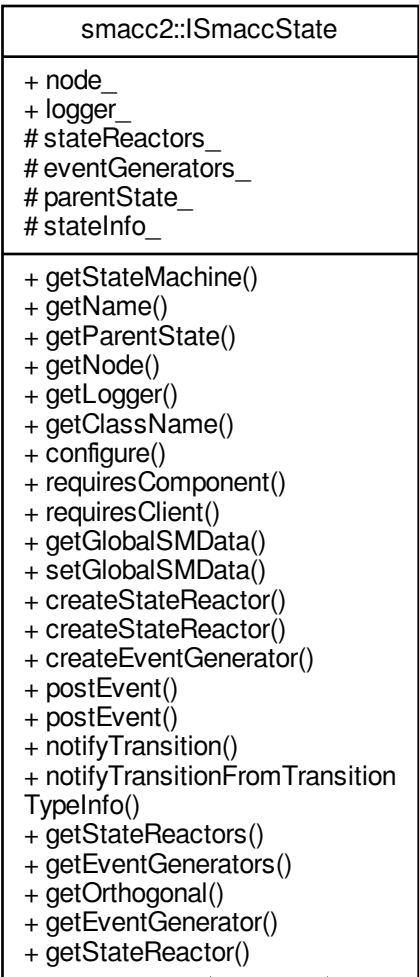 smacc2::ISmaccState
+ node_
+ logger_
# stateReactors_
# eventGenerators_
# parentState_
# stateInfo_
+ getStateMachine()
+ getName()
+ getParentState()
+ getNode()
+ getLogger()
+ getClassName()
+ configure()
+ requiresComponent()
+ requiresClient()
+ getGlobalSMData()
+ setGlobalSMData()
+ createStateReactor()
+ createStateReactor()
+ createEventGenerator()
+ postEvent()
+ postEvent()
+ notifyTransition()
+ notifyTransitionFromTransition
TypeInfo()
+ getStateReactors()
+ getEventGenerators()
+ getOrthogonal()
+ getEventGenerator()
+ getStateReactor()